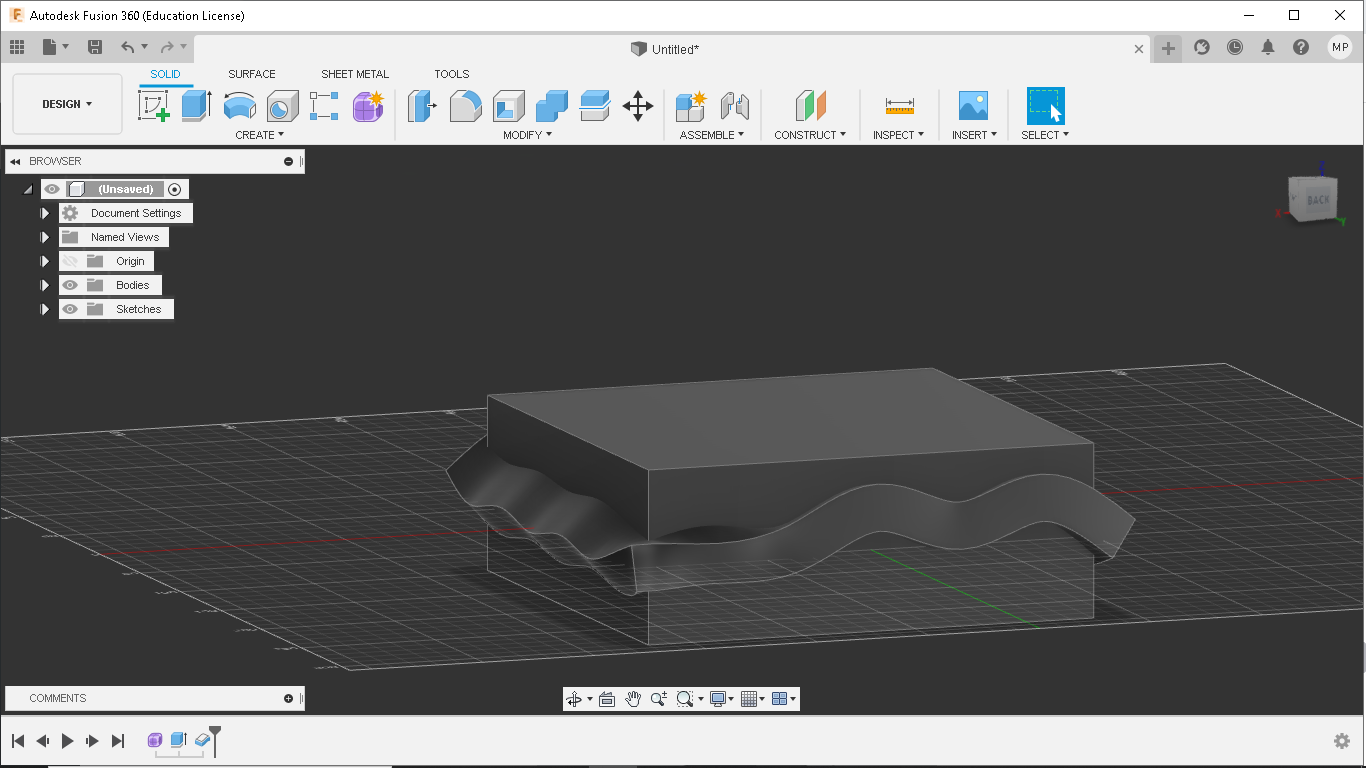 Autodesk Fusion 360 (Education License)
Untitled*
MP
SOLID SURFACE SHEET METAL TOOLS
DESIGN
CREATE MODIFY ASSEMBLE CONSTRUCT INSPECT INSERT SELECT
BROWSER
(Unsaved)
Document Settings
Named Views
Origin
Bodies
Sketches
Z
BACK
X
Y
COMMENTS